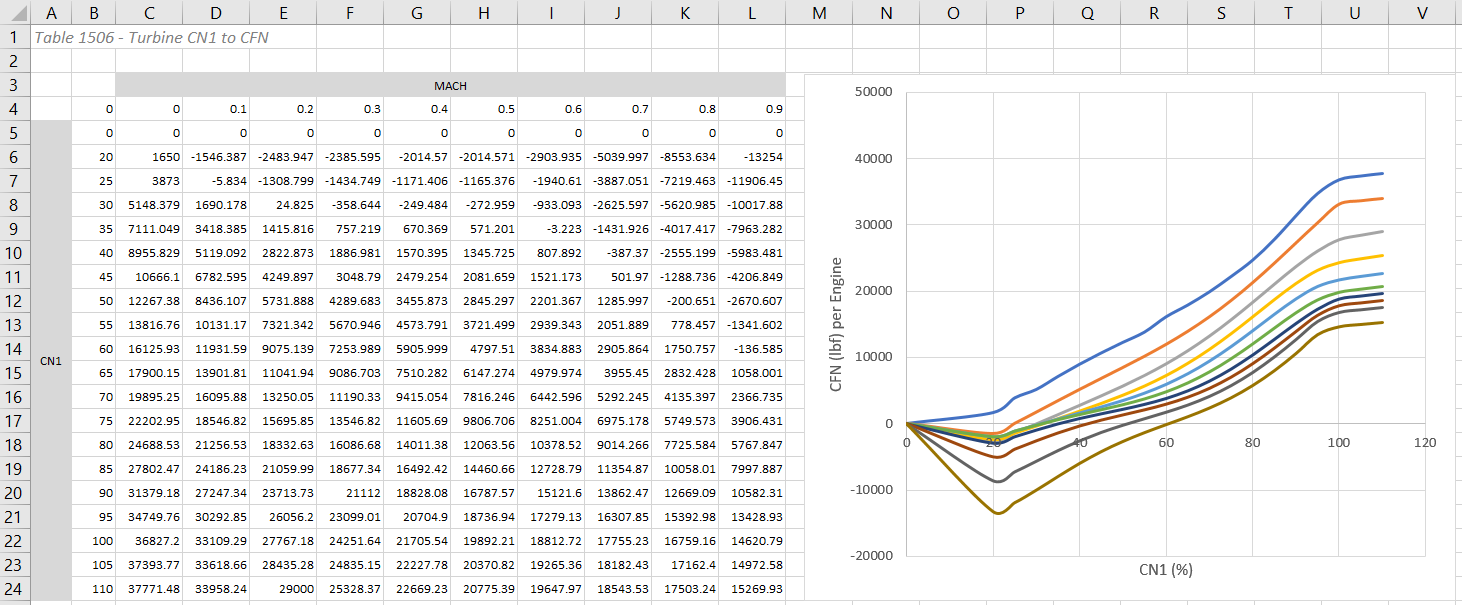 A B C D E F G H I J K L M N O P Q R S T U V
1 Table 1506 - Turbine CN1 to CFN
2
3 MACH
4 0 0 0.1 0.2 0.3 0.4 0.5 0.6 0.7 0.8 0.9
5 0 0 0 0 0 0 0 0 0 0 0
6 20 1650 -1546.387 -2483.947 -2385.595 -2014.57 -2014.571 -2903.935 -5039.997 -8553.634 -13254
7 25 3873 -5.834 -1308.799 -1434.749 -1171.406 -1165.376 -1940.61 -3887.051 -7219.463 -11906.45
8 30 5148.379 1690.178 24.825 -358.644 -249.484 -272.959 -933.093 -2625.597 -5620.985 -10017.88
9 35 7111.049 3418.385 1415.816 757.219 670.369 571.201 -3.223 -1431.926 -4017.417 -7963.282
10 40 8955.829 5119.092 2822.873 1886.981 1570.395 1345.725 807.892 -387.37 -2555.199 -5983.481
11 45 10666.1 6782.595 4249.897 3048.79 2479.254 2081.659 1521.173 501.97 -1288.736 -4206.849
12 50 12267.38 8436.107 5731.888 4289.683 3455.873 2845.297 2201.367 1285.997 -200.651 -2670.607
13 55 13816.76 10131.17 7321.342 5670.946 4573.791 3721.499 2939.343 2051.889 778.457 -1341.602
14 60 16125.93 11931.59 9075.139 7253.989 5905.999 4797.51 3834.883 2905.864 1750.757 -136.585
CN1
15 65 17900.15 13901.81 11041.94 9086.703 7510.282 6147.274 4979.974 3955.45 2832.428 1058.001
16 70 19895.25 16095.88 13250.05 11190.33 9415.054 7816.246 6442.596 5292.245 4135.397 2366.735
17 75 22202.95 18546.82 15695.85 13546.82 11605.69 9806.706 8251.004 6975.178 5749.573 3906.431
18 80 24688.53 21256.53 18332.63 16086.68 14011.38 12063.56 10378.52 9014.266 7725.584 5767.847
19 85 27802.47 24186.23 21059.99 18677.34 16492.42 14460.66 12728.79 11354.87 10058.01 7997.887
20 90 31379.18 27247.34 23713.73 21112 18828.08 16787.57 15121.6 13862.47 12669.09 10582.31
21 95 34749.76 30292.85 26056.2 23099.01 20704.9 18736.94 17279.13 16307.85 15392.98 13428.93
22 100 36827.2 33109.29 27767.18 24251.64 21705.54 19892.21 18812.72 17755.23 16759.16 14620.79
23 105 37393.77 33618.66 28435.28 24835.15 22227.78 20370.82 19265.36 18182.43 17162.4 14972.58
24 110 37771.48 33958.24 29000 25328.37 22669.23 20775.39 19647.97 18543.53 17503.24 15269.93
50000
40000
30000
20000
10000
0
-10000
-20000
CFN (lbf) per Engine
0 20 40 60 80 100 120
CN1 (%)